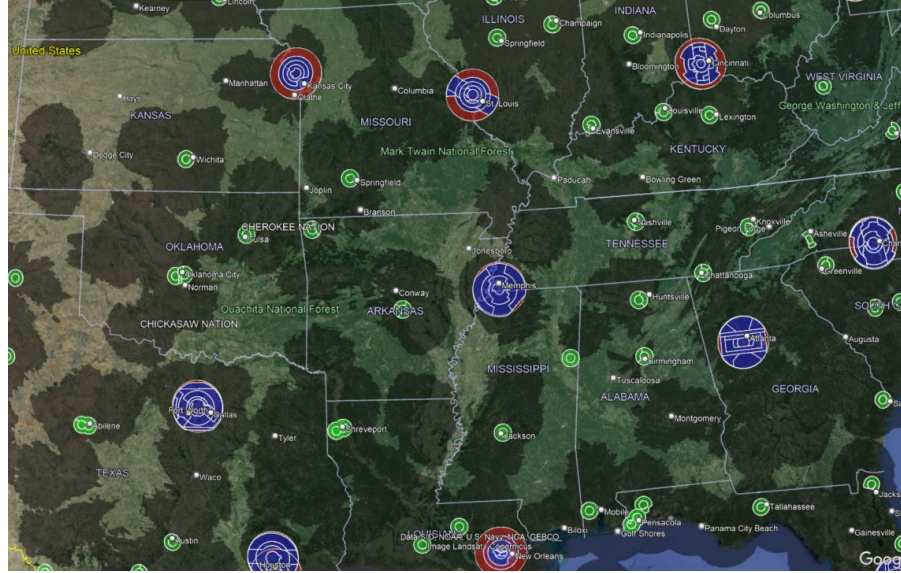 Kearney
Lincoln
ILLINOIS
Champaign
INDIANA
Columbus
Dayton
Indianapolis
Springfield
United States
Bloomington
Cincinnati
WEST VIRGINIA
Manhattan
Kansas City
Olathe
Columbia
St. Louis
Hays
KANSAS
MISSOURI
Louisville
Lexington
George Washington & Jeff
Evansville
KENTUCKY
Dodge City
Wichita
Mark Twain National Forest
Joplin
Springfield
Paducah
Bowling Green
Branson
CHEROKEE NATION
Tulsa
OKLAHOMA
Jonesboro
Nashville
TENNESSEE
Knoxville
Pigeon Forge
Asheville
Char
Oklahoma City
Norman
Chattanooga
Greenville
Conway
Memphis
Huntsville
Ouachita National Forest
ARKANSAS
SOUTH
CHICKASAW NATION
Atlanta
Augusta
Birmingham
MISSISSIPPI
Tuscaloosa
ALABAMA
GEORGIA
Fort Worth
Dallas
Abilene
Shreveport
Tyler
Jackson
Montgomery
Sa
TEXAS
Waco
Jacks
Mobile
Tallahassee
Pensacola
Biloxi
Gulf Shores
Panama City Beach
Gainesville
LOUISIANA
Austin
Data SIO, NOAA, U.S. Navy, NGA, GEBCO
Image Landsat / Copernicus
New Orleans
Houston
Goog